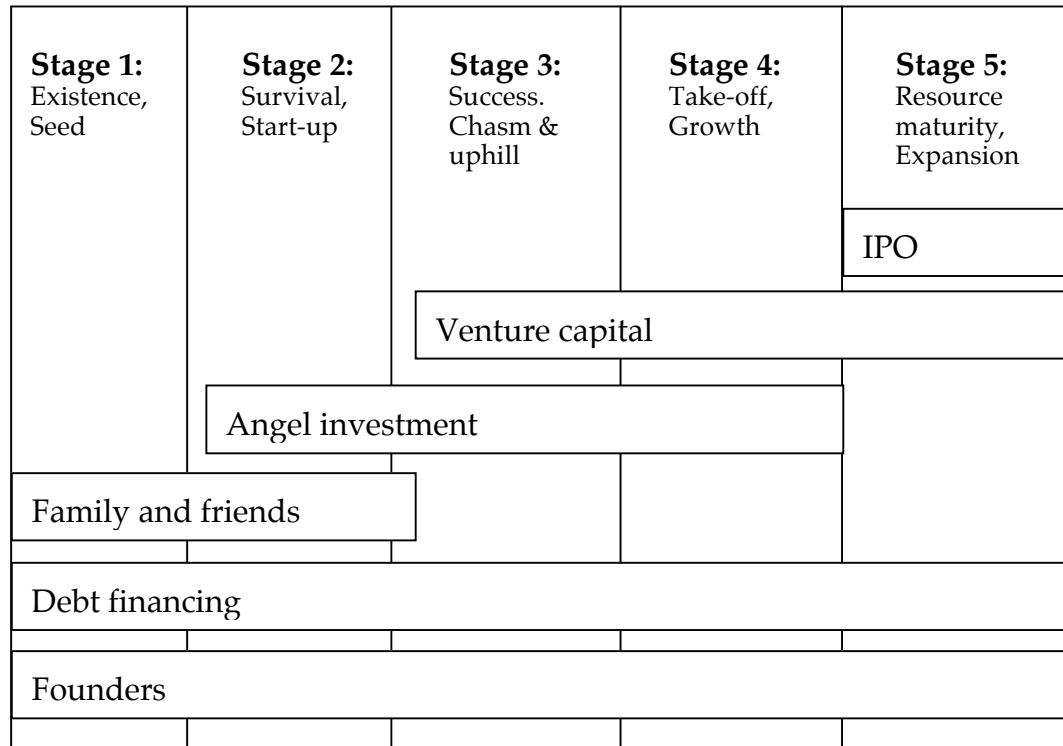 Stage 1:
Existence,
Seed
Stage 2:
Survival,
Start-up
Stage 3:
Success.
Chasm &
uphill
Stage 4:
Take-off,
Growth
Stage 5:
Resource
maturity,
Expansion
IPO
Venture capital
Angel investment
Family and friends
Debt financing
Founders